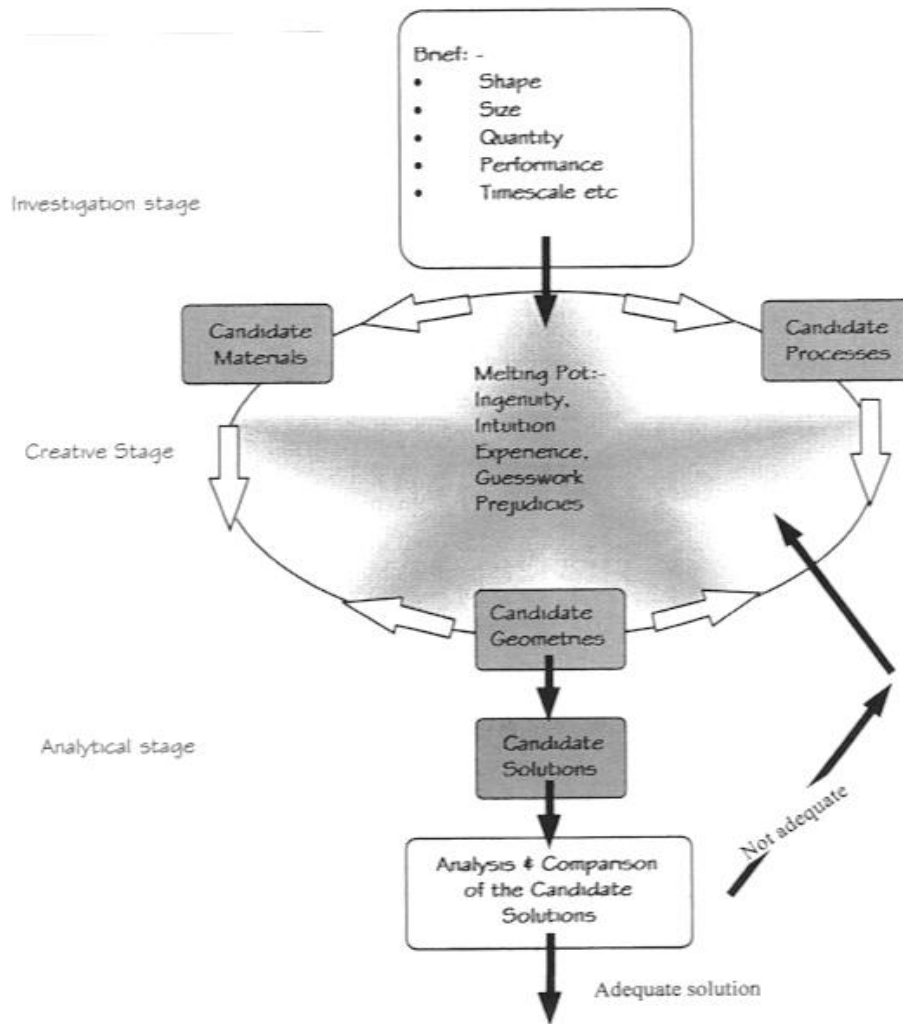 Brief: -
• Shape
• Size
• Quantity
• Performance
• Timescale etc
Investigation stage
Candidate
Materials
Candidate
Processes
Melting Pot:-
Ingenuity,
Intuition
Experience,
Guesswork
Prejudicies
Creative Stage
Candidate
Geometries
Analytical stage
Candidate
Solutions
Not adequate
Analysis & Comparison
of the Candidate
Solutions
Adequate solution